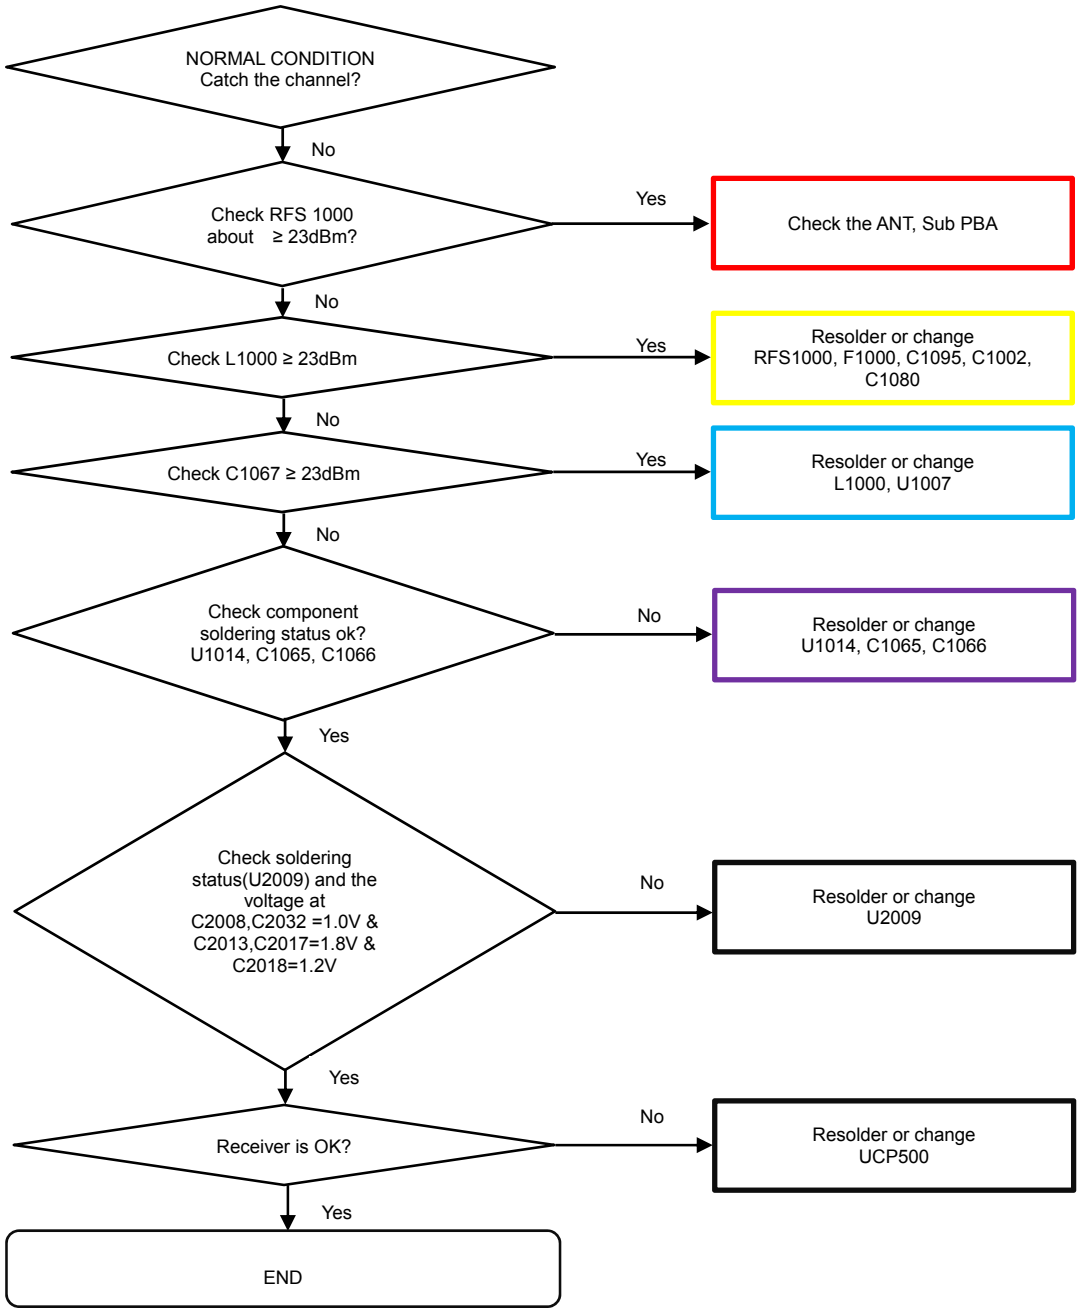 NORMAL CONDITION
Catch the channel?
No
Check RFS 1000
about ≥ 23dBm?
Yes
Check the ANT, Sub PBA
No
Check L1000 ≥ 23dBm
Yes
Resolder or change
RFS1000, F1000, C1095, C1002,
C1080
No
Check C1067 ≥ 23dBm
Yes
Resolder or change
L1000, U1007
No
Check component
soldering status ok?
U1014, C1065, C1066
No
Resolder or change
U1014, C1065, C1066
Yes
Check soldering
status(U2009) and the
voltage at
C2008,C2032 =1.0V &
C2013,C2017=1.8V &
C2018=1.2V
No
Resolder or change
U2009
Yes
Receiver is OK?
No
Resolder or change
UCP500
Yes
END